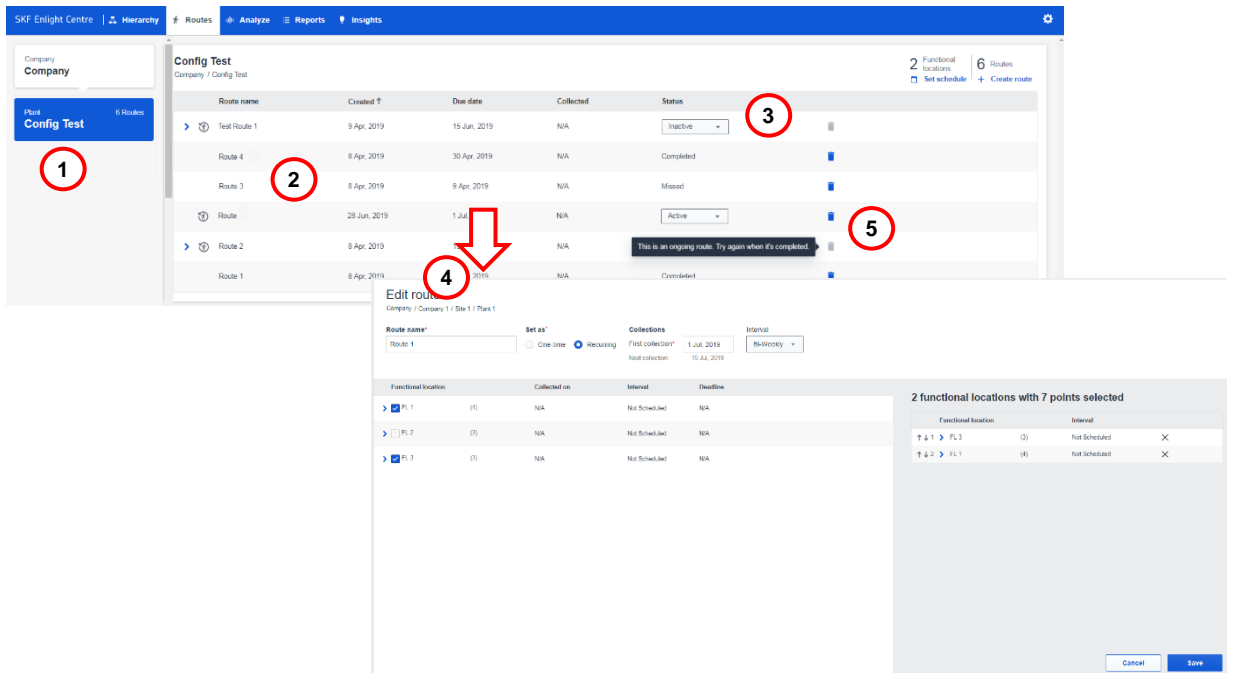 SKF Enlight Centre | Hierarchy Routes Analyze Reports Insights
Company
Company
Plant 6 Routes
Config Test
1
Config Test
Company / Config Test
2 Functional locations 6 Routes
Set schedule + Create route
Route name Created ↑ Due date Collected Status
Test Route 1 9 Apr, 2019 15 Jun, 2019 N/A Inactive
3
Route 4 8 Apr, 2019 30 Apr, 2019 N/A Completed
2
Route 3 8 Apr, 2019 9 Apr, 2019 N/A Missed
Route 28 Jun, 2019 1 Jul, N/A Active
5
Route 2 8 Apr, 2019 N/A This is an ongoing route. Try again when it's completed.
Route 1 8 Apr, 2019 2019 N/A Completed
4
Edit route
Company / Company 1 / Site 1 / Plant 1
Route name* Set as* Collections Interval
Route 1 One-time Recurring First collection* 1 Jul, 2019 Bi-Weekly
Next collection: 15 Jul, 2019
Functional location Collected on Interval Deadline
FL 1 (4) N/A Not Scheduled N/A
FL 2 (3) N/A Not Scheduled N/A
FL 3 (3) N/A Not Scheduled N/A
2 functional locations with 7 points selected
Functional location Interval
↑↓ 1 FL 3 (3) Not Scheduled X
↑↓ 2 FL 1 (4) Not Scheduled X
Cancel Save